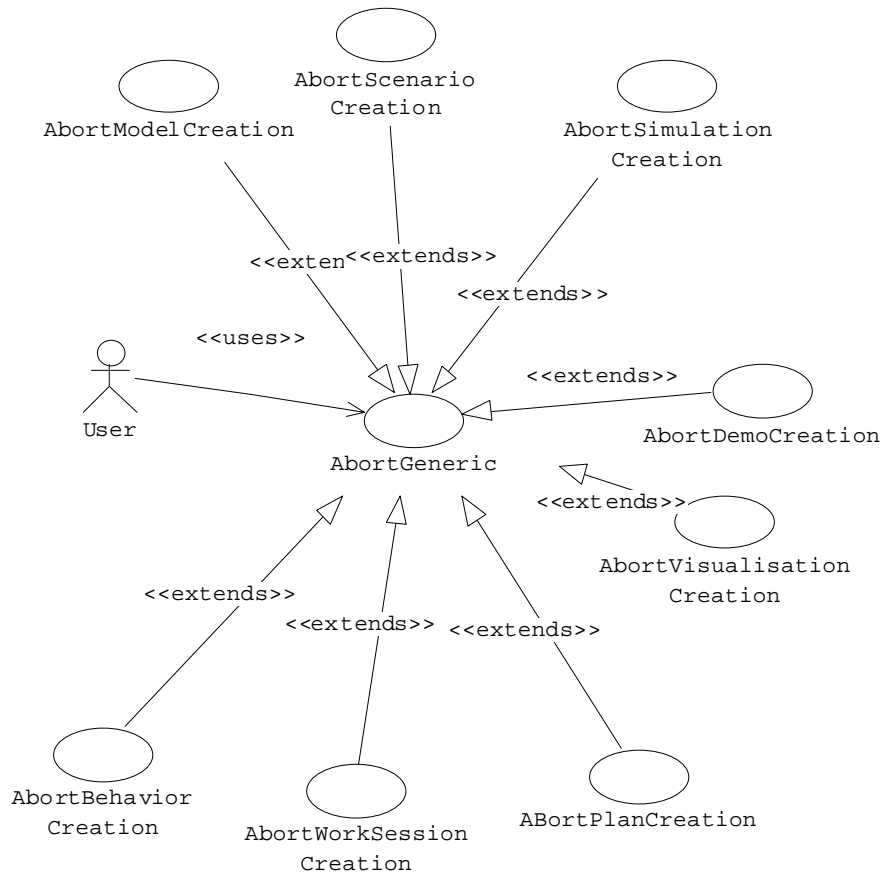 AbortScenario
Creation
AbortModelCreation
AbortSimulation
Creation
<<exten
<<extends>>
<<extends>>
<<uses>>
<<extends>>
User
AbortDemoCreation
AbortGeneric
<<extends>>
AbortVisualisation
Creation
<<extends>>
<<extends>>
<<extends>>
AbortBehavior
Creation
AbortWorkSession
Creation
ABortPlanCreation